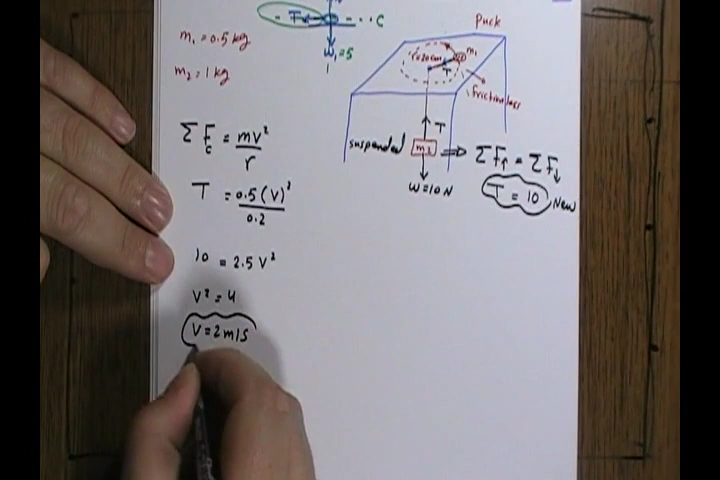 T C
W₁=5
Puck
m₁ = 0.5 kg
m₂ = 1 kg
r=20cm
m₁
T
frictionless
T
suspended
m₂
⇒ ΣF↑ = ΣF↓
W=10N
T = 10 New
ΣFc = mv²/r
T = 0.5(V)²/0.2
10 = 2.5 V²
V² = 4
V = 2 m/s